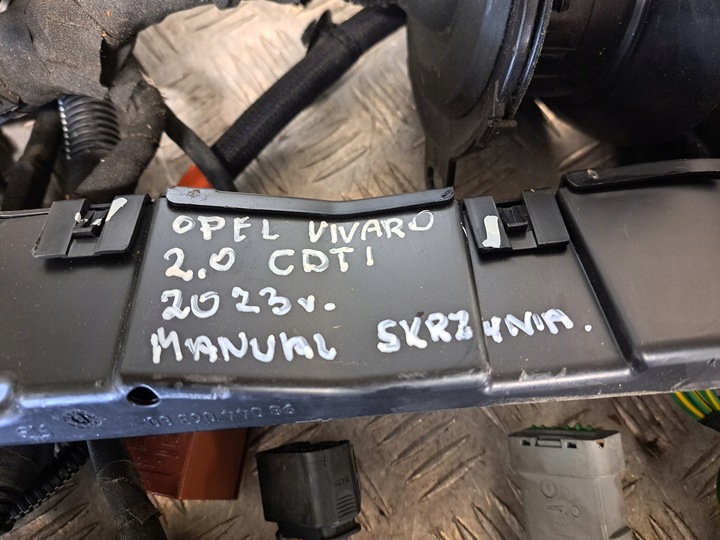 OPEL VIVARO
2.0 CDTI
2023r.
MANUAL SKRZYNIA.